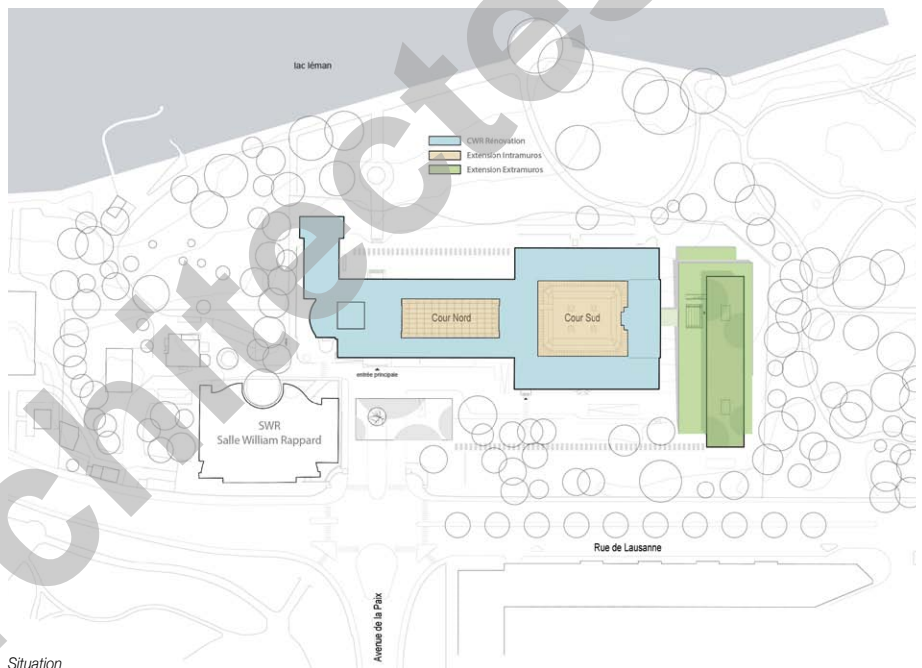 lac léman
CWR Rénovation
Extension Intramuros
Extension Extramuros
Cour Nord
Cour Sud
entrée principale
SWR
Salle William Rappard
Rue de Lausanne
Avenue de la Paix
Situation